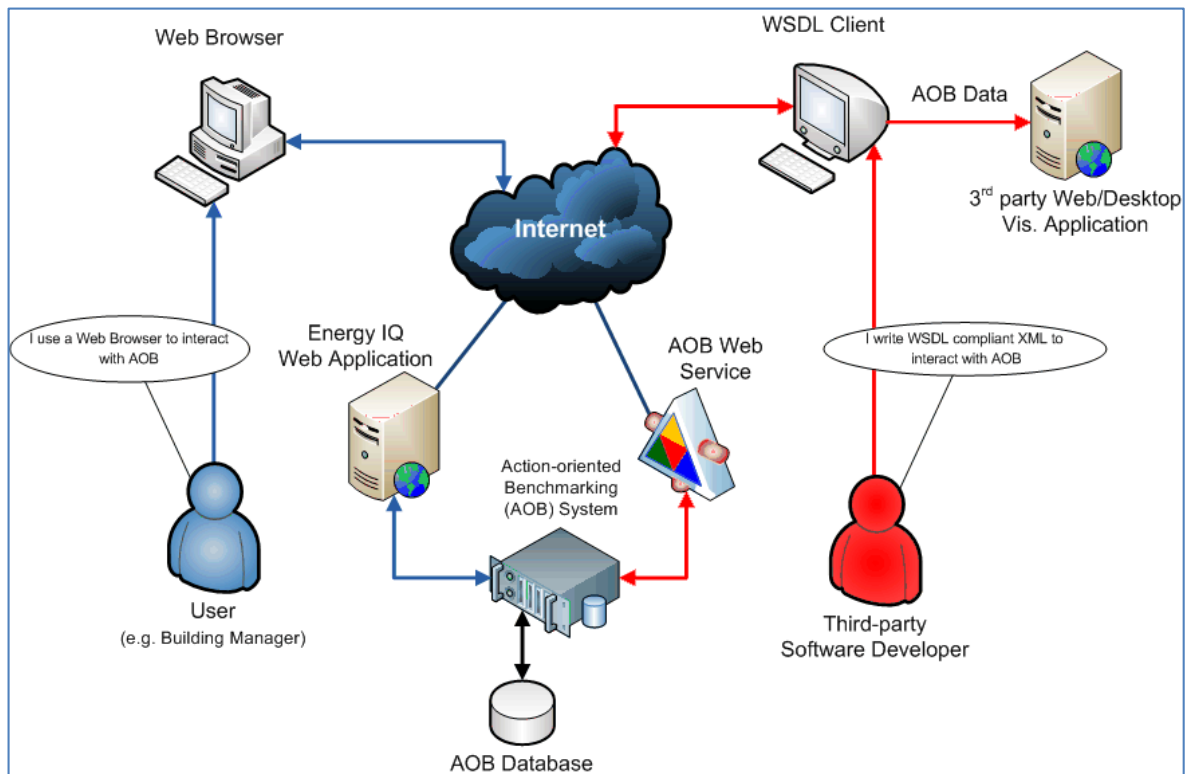 Web Browser
WSDL Client
AOB Data
3rd party Web/Desktop
Vis. Application
Internet
I use a Web Browser to interact
with AOB
Energy IQ
Web Application
AOB Web
Service
I write WSDL compliant XML to
interact with AOB
Action-oriented
Benchmarking
(AOB) System
User
(e.g. Building Manager)
Third-party
Software Developer
AOB Database